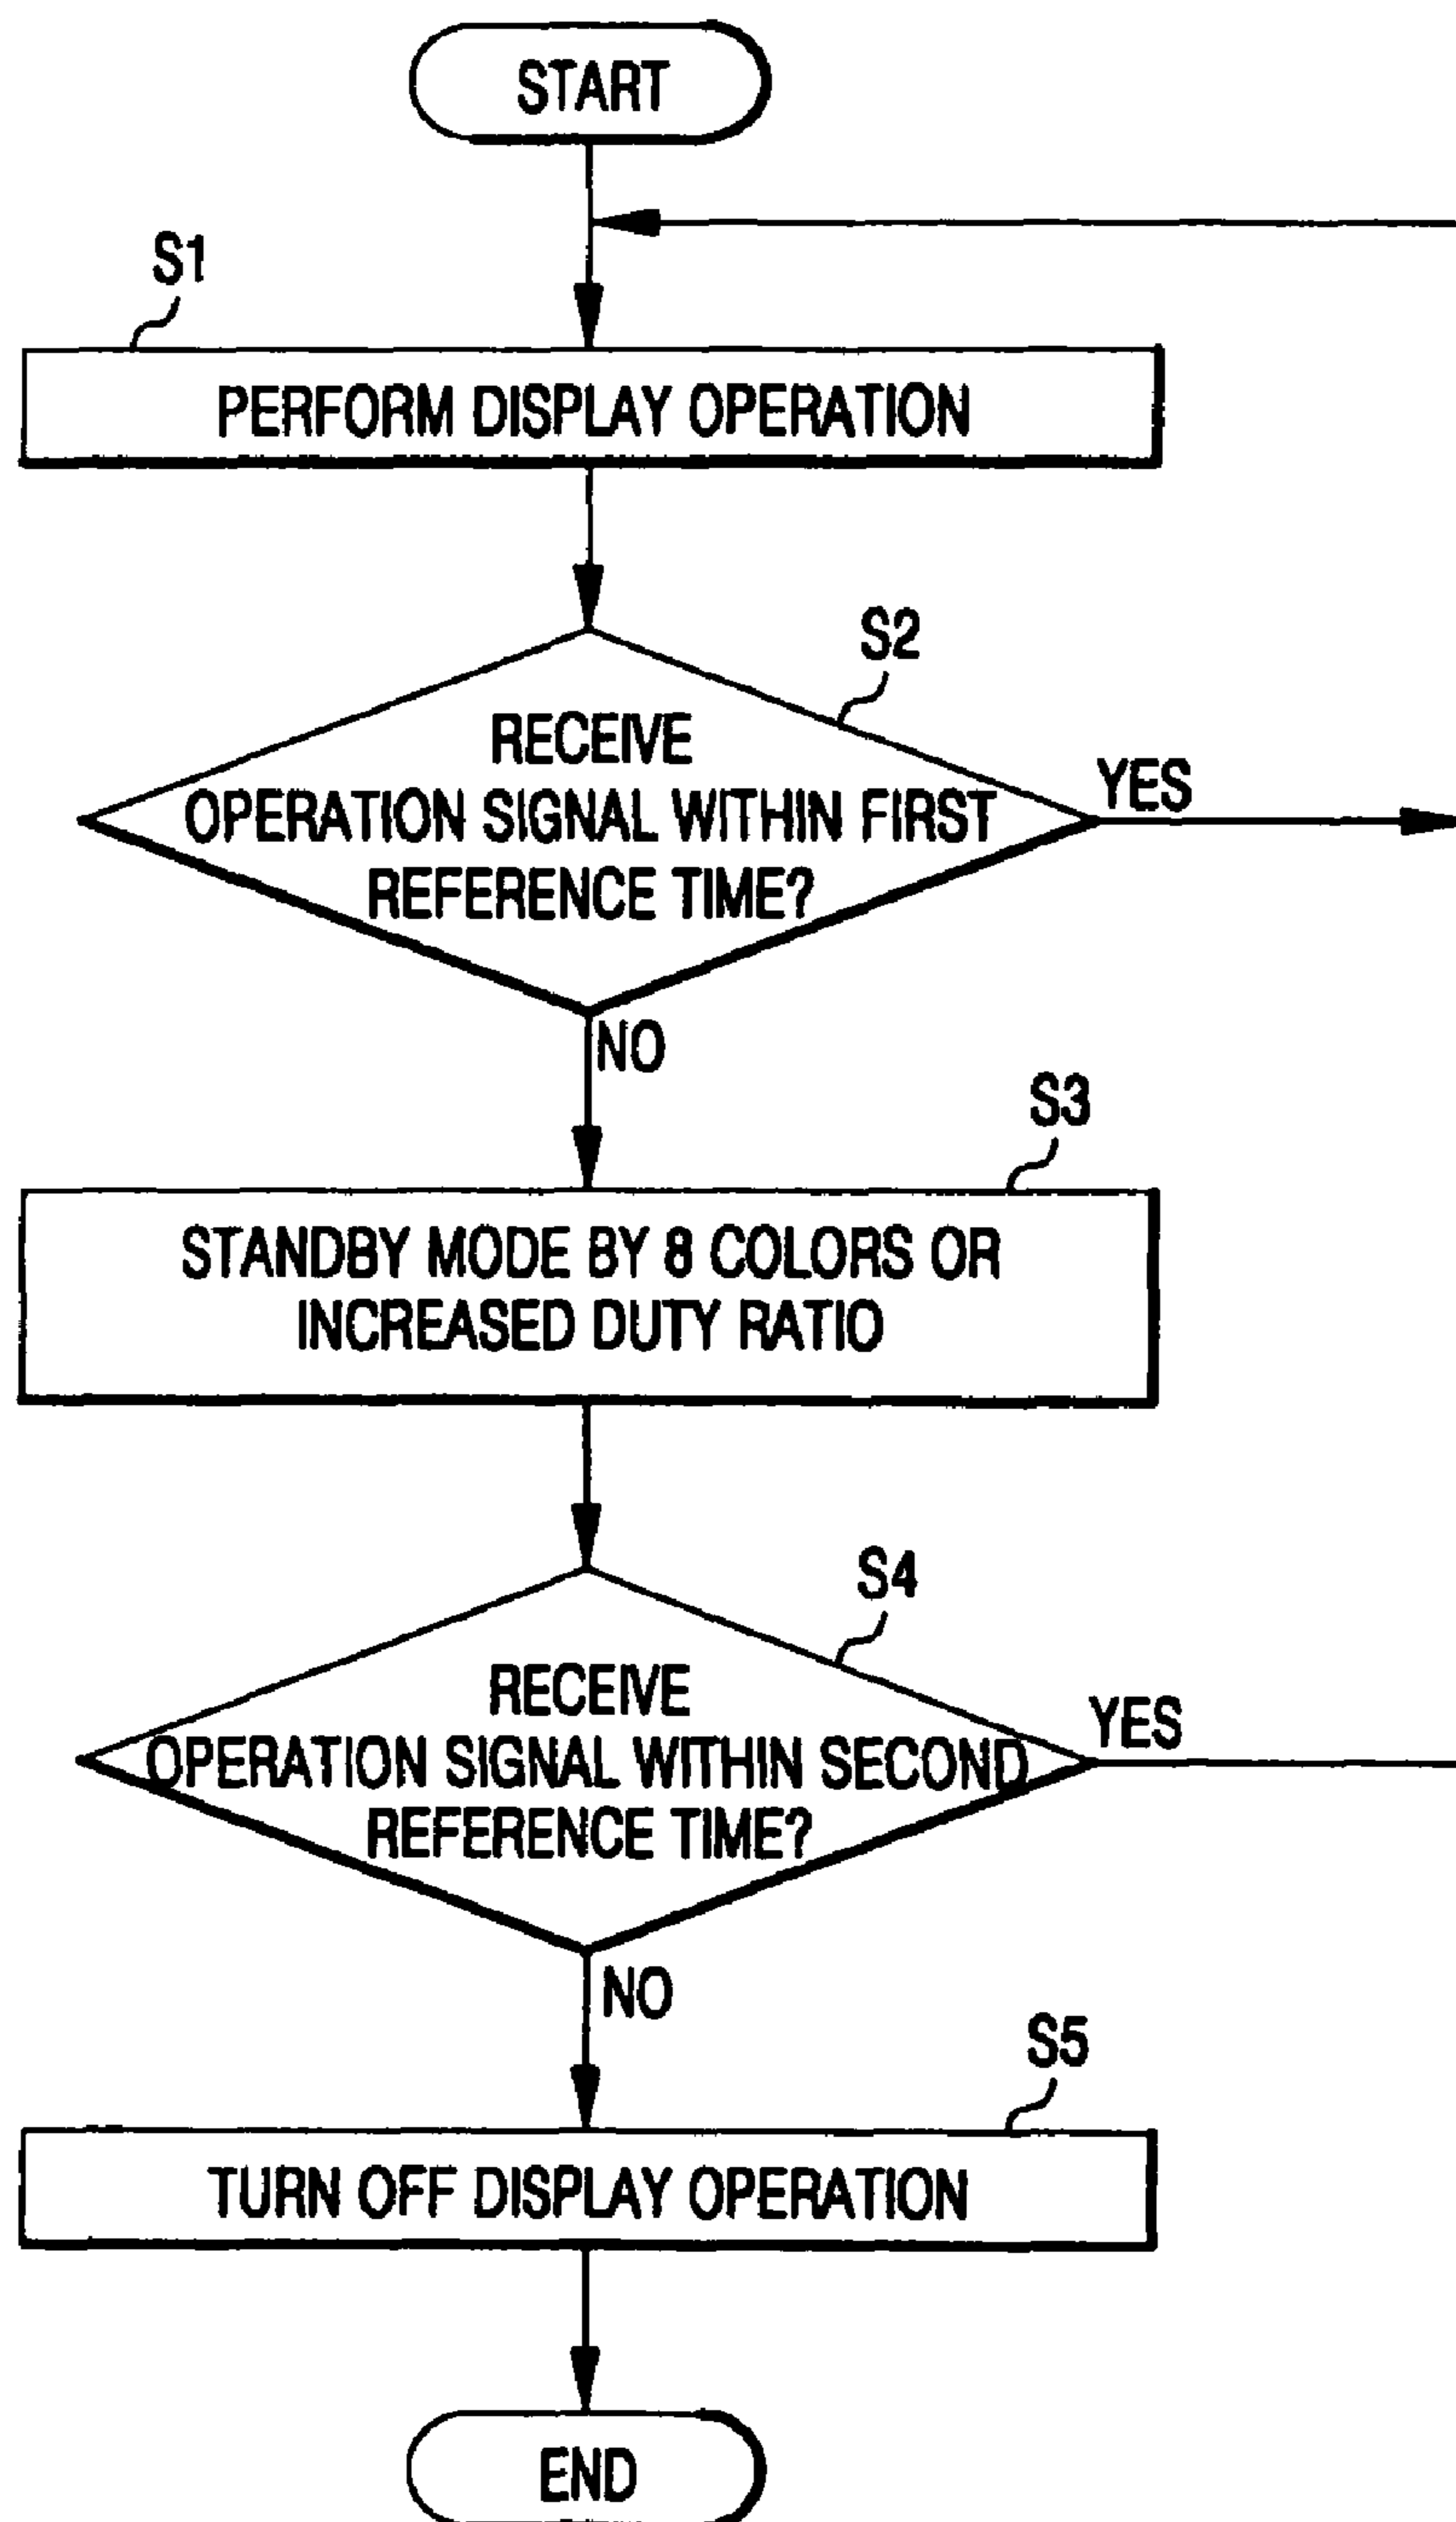 START
S1
PERFORM DISPLAY OPERATION
S2
RECEIVE
OPERATION SIGNAL WITHIN FIRST
REFERENCE TIME?
YES
NO
S3
STANDBY MODE BY 8 COLORS OR
INCREASED DUTY RATIO
S4
RECEIVE
OPERATION SIGNAL WITHIN SECOND
REFERENCE TIME?
YES
NO
S5
TURN OFF DISPLAY OPERATION
END